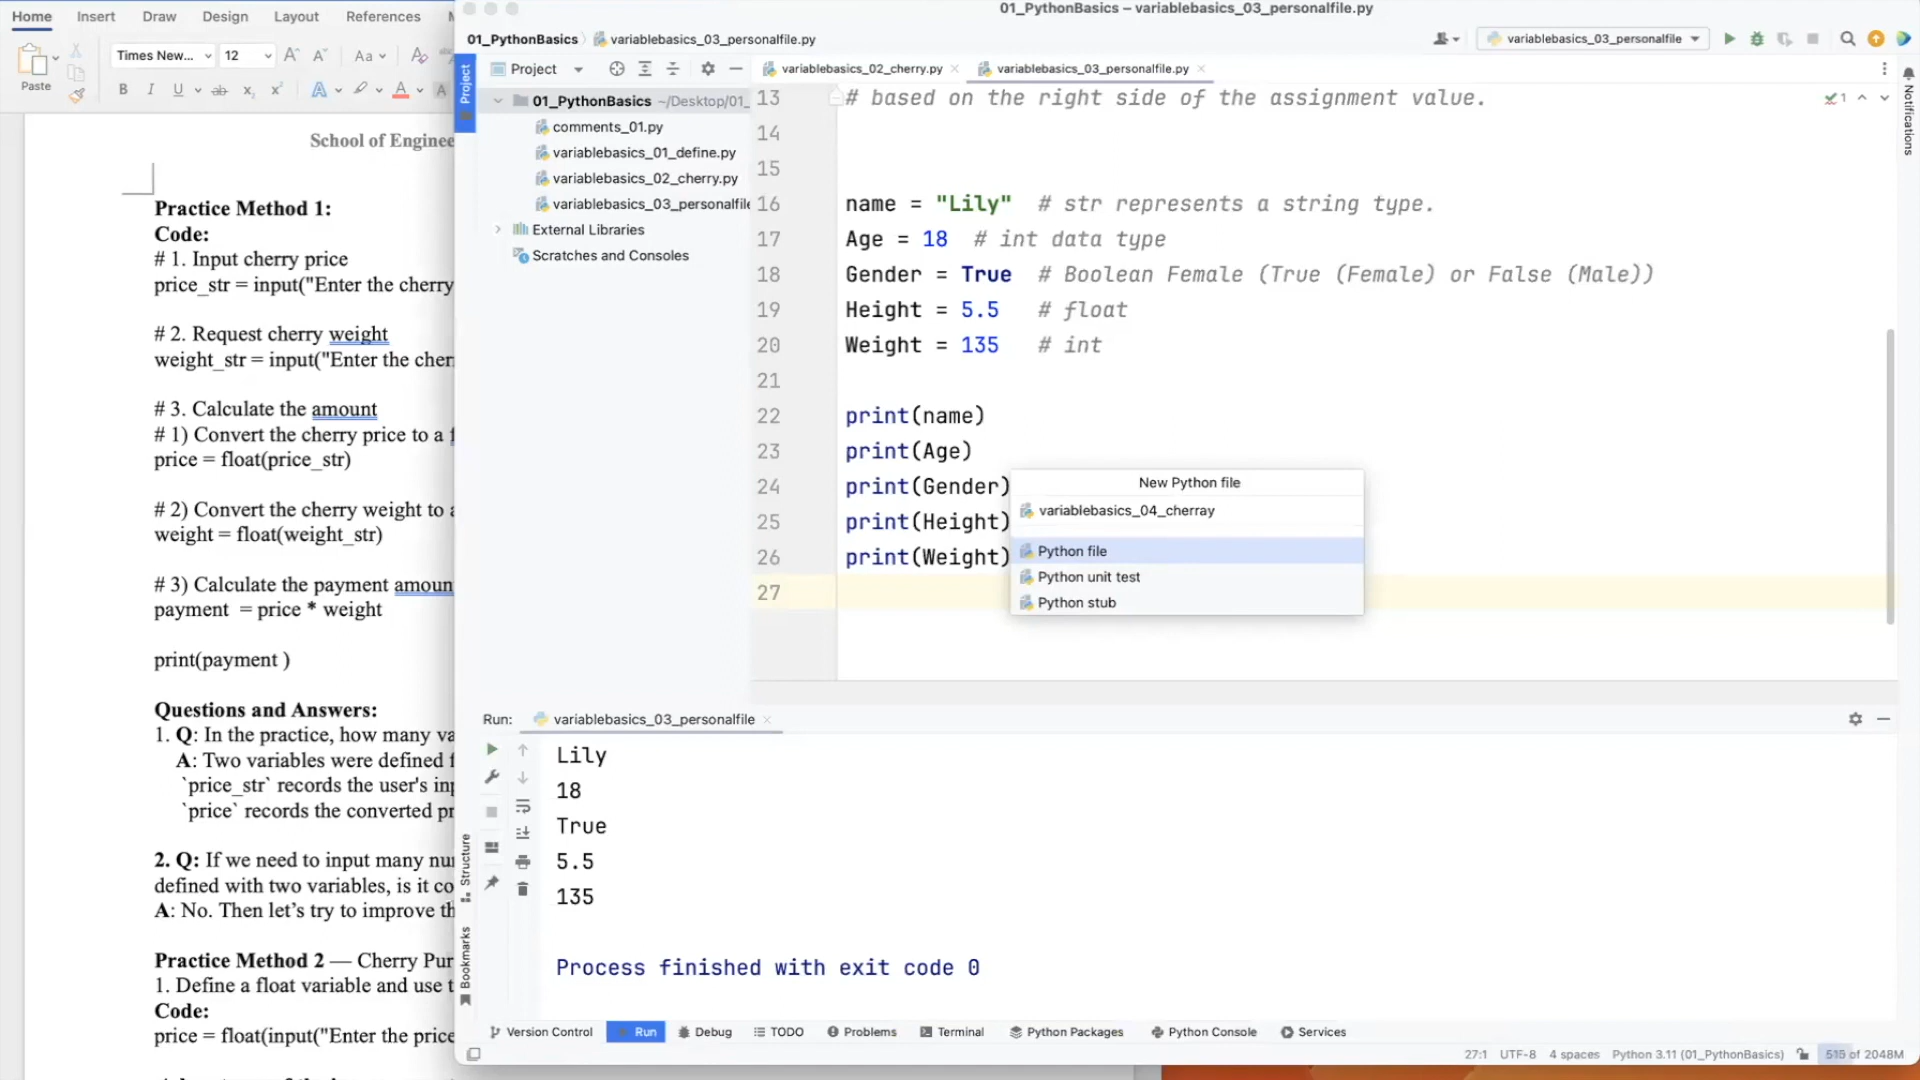 Home Insert Draw Design Layout References
Times New... 12 Aa
Paste B I U ab x x A A A
School of Enginee
Practice Method 1:
Code:
# 1. Input cherry price
price_str = input("Enter the cherry
# 2. Request cherry weight
weight_str = input("Enter the cher
# 3. Calculate the amount
# 1) Convert the cherry price to a f
price = float(price_str)
# 2) Convert the cherry weight to a
weight = float(weight_str)
# 3) Calculate the payment amoun
payment = price * weight
print(payment )
Questions and Answers:
1. Q: In the practice, how many va
A: Two variables were defined f
`price_str` records the user's inp
`price` records the converted pr
2. Q: If we need to input many nu
defined with two variables, is it co
A: No. Then let's try to improve th
Practice Method 2 — Cherry Pur
1. Define a float variable and use t
Code:
price = float(input("Enter the price
01_PythonBasics – variablebasics_03_personalfile.py
01_PythonBasics variablebasics_03_personalfile.py
variablebasics_03_personalfile
Project
Project
variablebasics_02_cherry.py
variablebasics_03_personalfile.py
Notifications
01_PythonBasics ~/Desktop/01_
comments_01.py
variablebasics_01_define.py
variablebasics_02_cherry.py
variablebasics_03_personalfile
External Libraries
Scratches and Consoles
13 # based on the right side of the assignment value.
1
14
15
16 name = "Lily" # str represents a string type.
17 Age = 18 # int data type
18 Gender = True # Boolean Female (True (Female) or False (Male))
19 Height = 5.5 # float
20 Weight = 135 # int
21
22 print(name)
23 print(Age)
24 print(Gender)
25 print(Height)
26 print(Weight)
27
New Python file
variablebasics_04_cherray
Python file
Python unit test
Python stub
Run: variablebasics_03_personalfile
Lily
18
True
5.5
135
Process finished with exit code 0
Structure
Bookmarks
Version Control Run Debug TODO Problems Terminal Python Packages Python Console Services
27:1 UTF-8 4 spaces Python 3.11 (01_PythonBasics) of 2048M